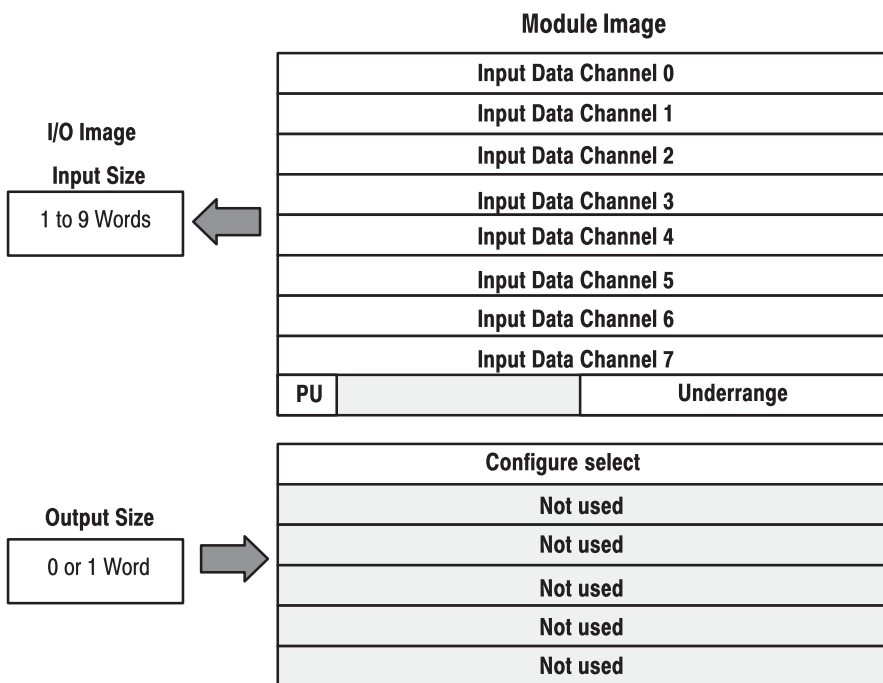 Module Image
Input Data Channel 0
Input Data Channel 1
Input Data Channel 2
Input Data Channel 3
Input Data Channel 4
Input Data Channel 5
Input Data Channel 6
Input Data Channel 7
PU Underrange
I/O Image
Input Size
1 to 9 Words
Configure select
Not used
Not used
Not used
Not used
Not used
Output Size
0 or 1 Word